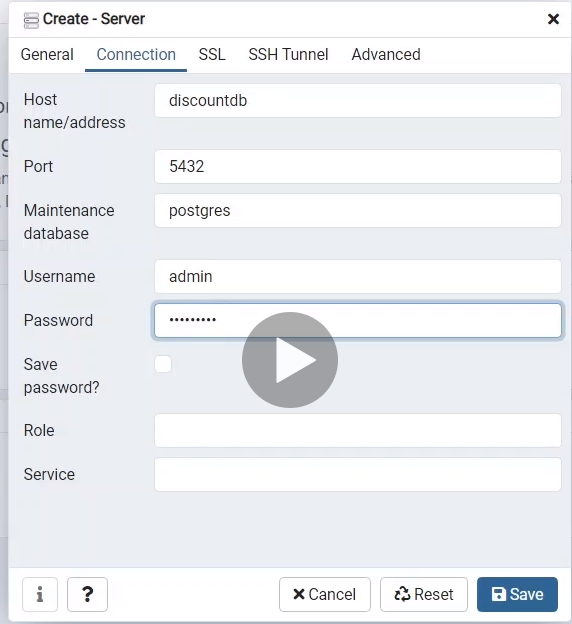 Create - Server
General Connection SSL SSH Tunnel Advanced
Host
name/address
discountdb
Port
5432
Maintenance
database
postgres
Username
admin
Password
•••••••••
Save
password?
Role
Service
i
?
Cancel
Reset
Save